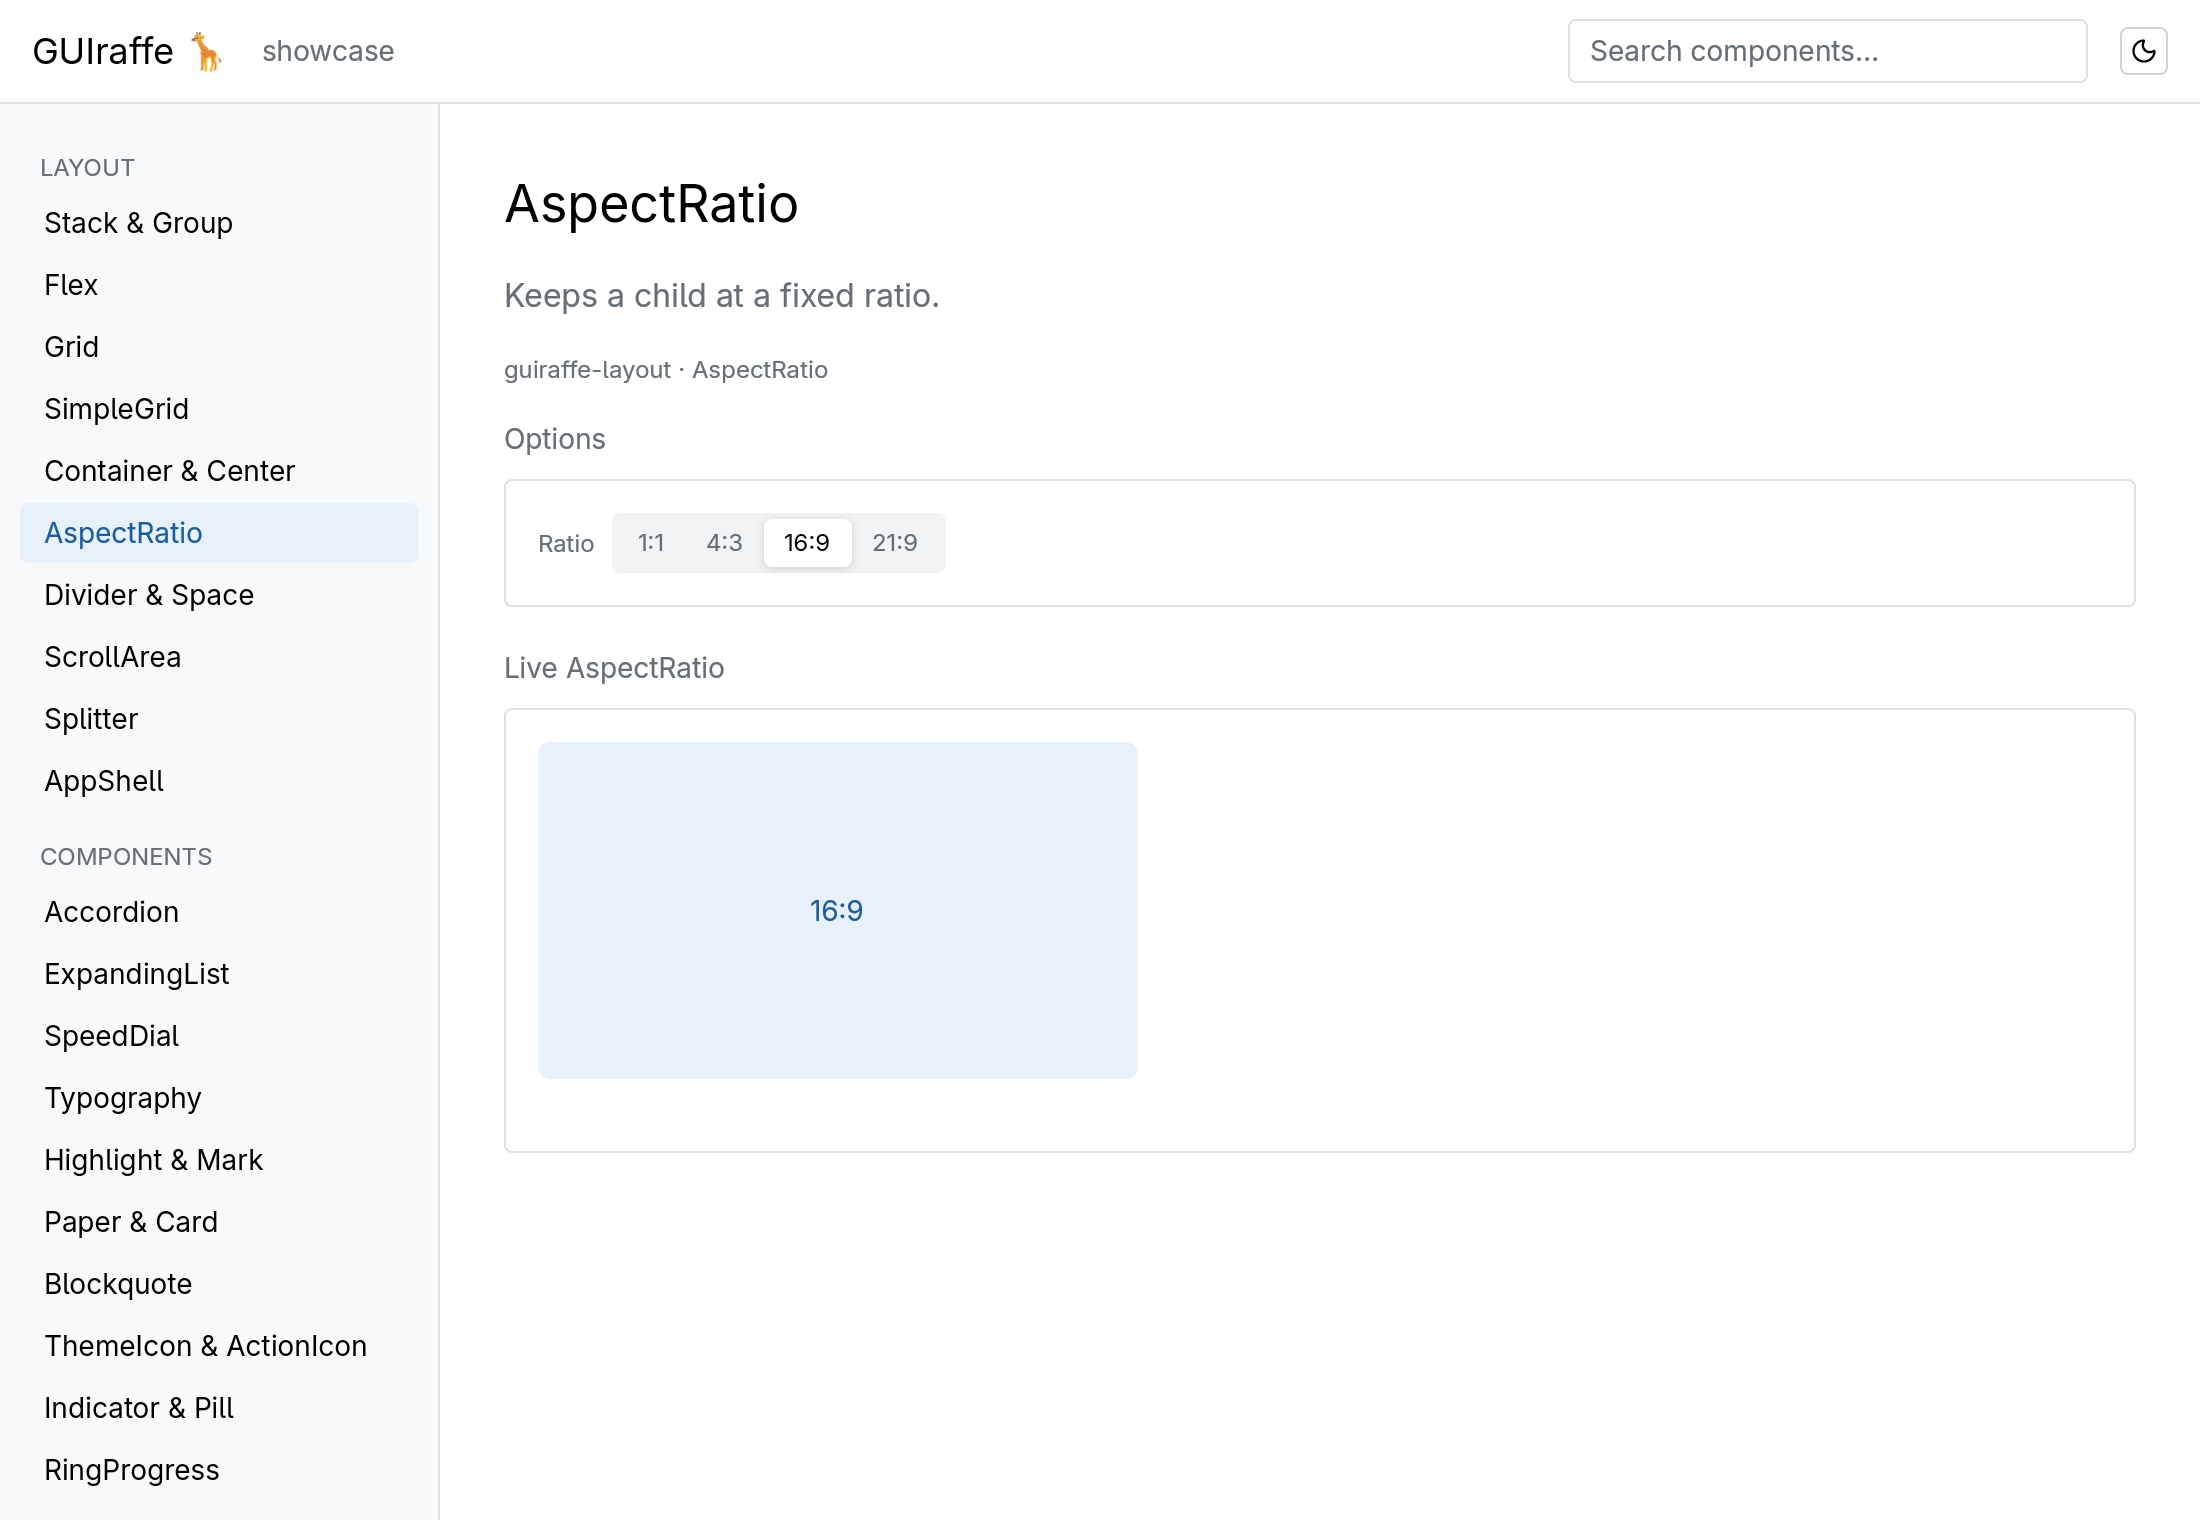 GUIraffe 🦒 showcase Search components...
LAYOUT
Stack & Group
Flex
Grid
SimpleGrid
Container & Center
AspectRatio
Divider & Space
ScrollArea
Splitter
AppShell
COMPONENTS
Accordion
ExpandingList
SpeedDial
Typography
Highlight & Mark
Paper & Card
Blockquote
ThemeIcon & ActionIcon
Indicator & Pill
RingProgress
AspectRatio
Keeps a child at a fixed ratio.
guiraffe-layout · AspectRatio
Options
Ratio 1:1 4:3 16:9 21:9
Live AspectRatio
16:9